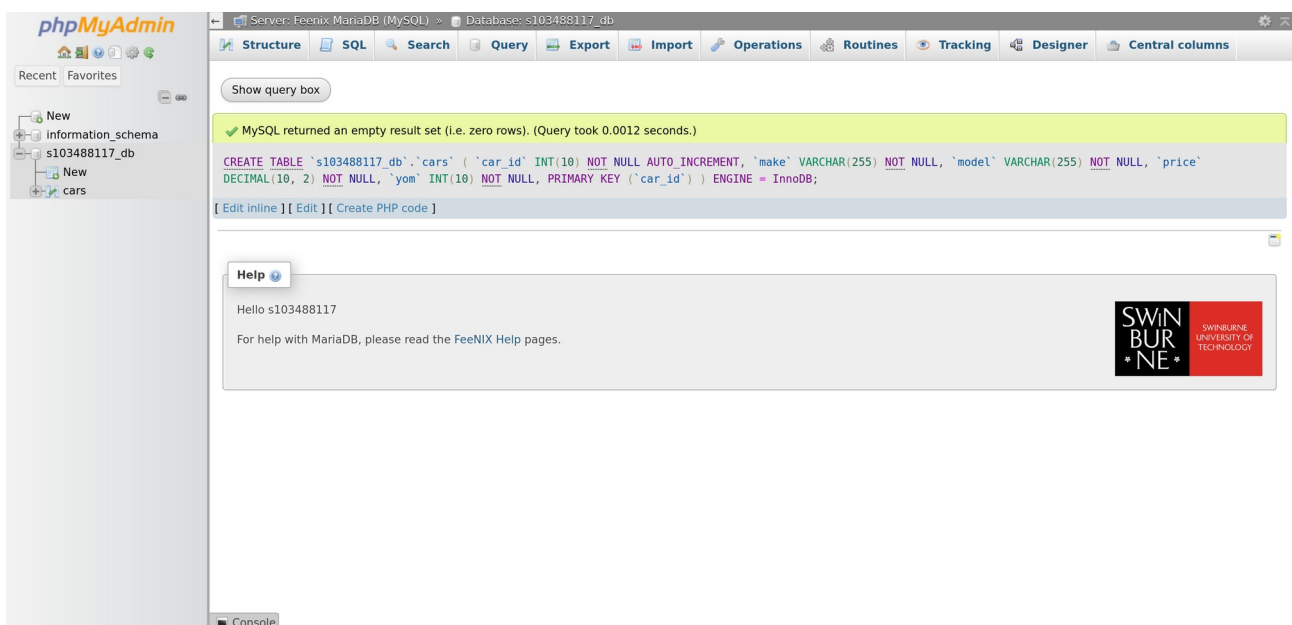 phpMyAdmin
Recent Favorites
New
information_schema
s103488117_db
New
cars
Server: Feenix MariaDB (MySQL) » Database: s103488117_db
Structure SQL Search Query Export Import Operations Routines Tracking Designer Central columns
Show query box
MySQL returned an empty result set (i.e. zero rows). (Query took 0.0012 seconds.)
CREATE TABLE `s103488117_db`.`cars` ( `car_id` INT(10) NOT NULL AUTO_INCREMENT, `make` VARCHAR(255) NOT NULL, `model` VARCHAR(255) NOT NULL, `price`
DECIMAL(10, 2) NOT NULL, `yom` INT(10) NOT NULL, PRIMARY KEY (`car_id`) ) ENGINE = InnoDB;
[ Edit inline ] [ Edit ] [ Create PHP code ]
Help
Hello s103488117
For help with MariaDB, please read the FeeNIX Help pages.
SWIN
BUR
* NE *
SWINBURNE
UNIVERSITY OF
TECHNOLOGY
Console